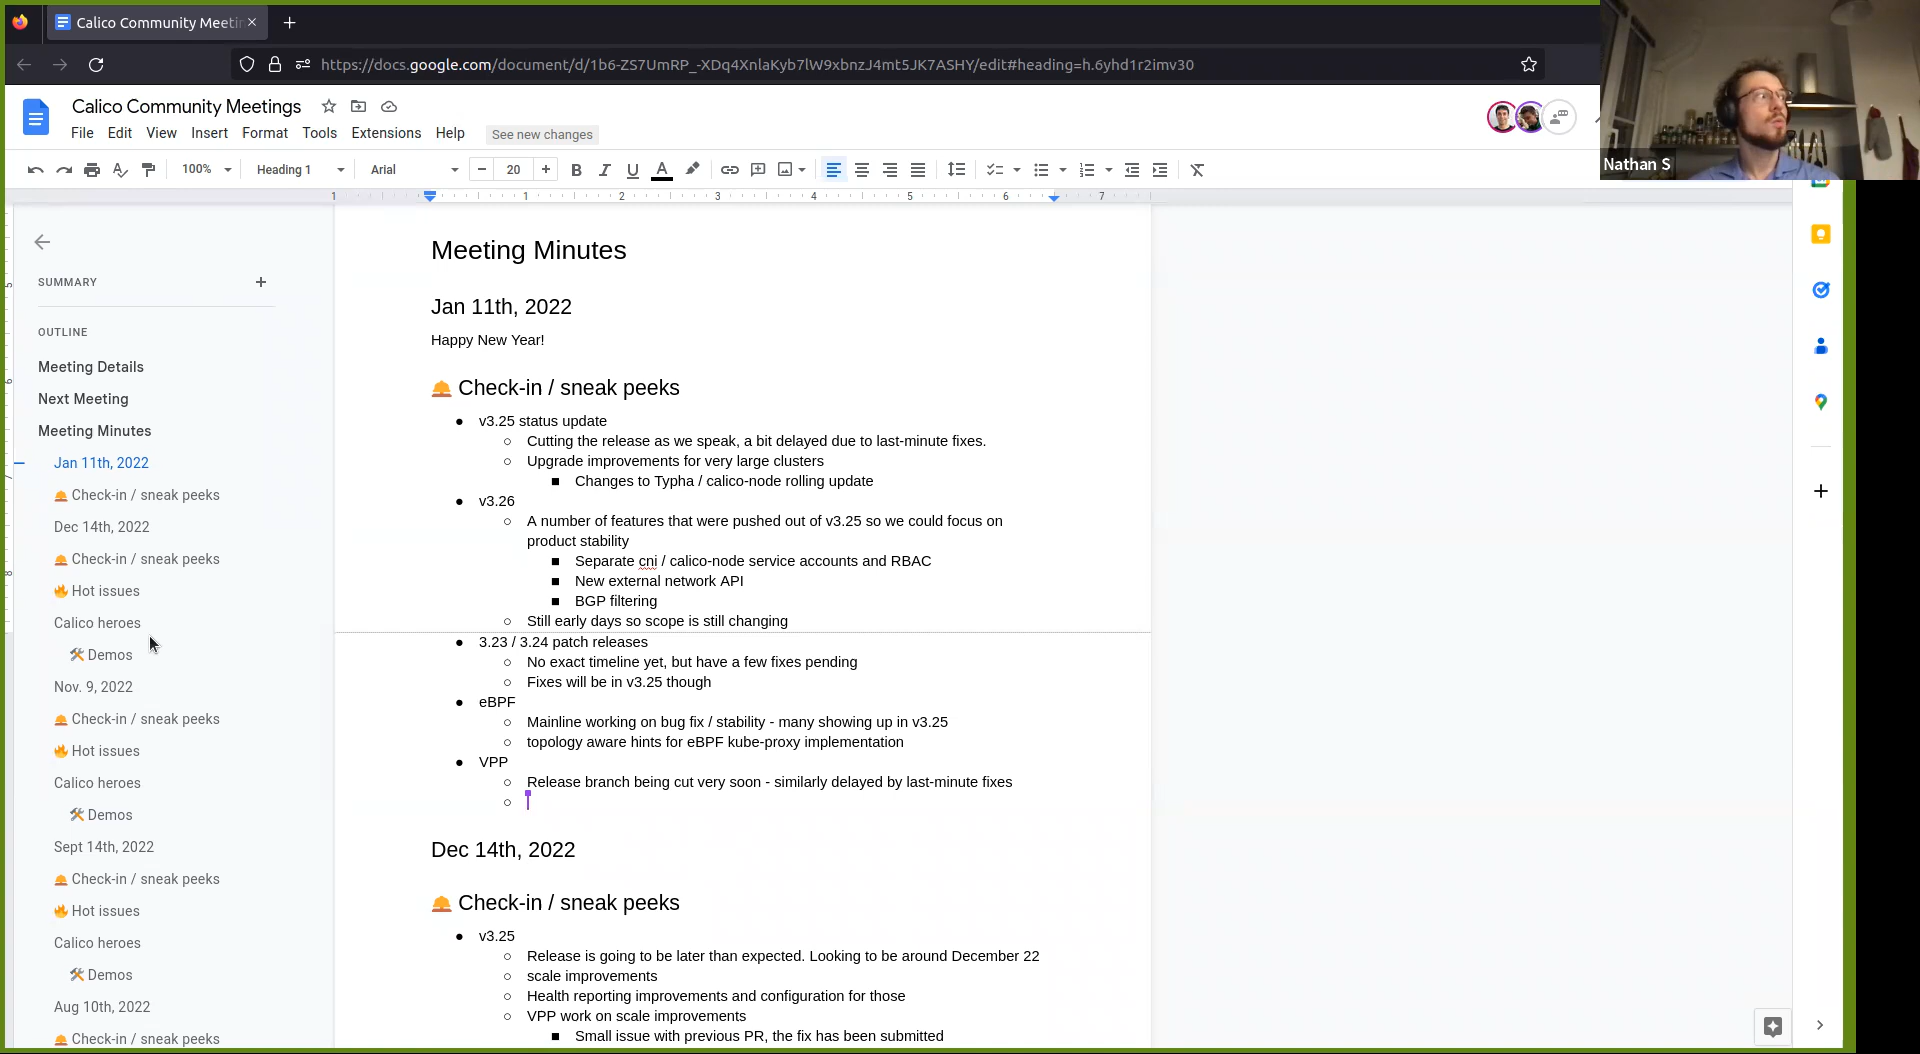 Calico Community Meetin
https://docs.google.com/document/d/1b6-ZS7UmRP_-XDq4XnlaKyb7lW9xbnzJ4mt5JK7ASHY/edit#heading=h.6yhd1r2imv30
Calico Community Meetings
File Edit View Insert Format Tools Extensions Help See new changes
100% Heading 1 Arial 20
Nathan S
1 1 2 3 4 5 6 7
SUMMARY
OUTLINE
Meeting Details
Next Meeting
Meeting Minutes
Jan 11th, 2022
Check-in / sneak peeks
Dec 14th, 2022
Check-in / sneak peeks
Hot issues
Calico heroes
Demos
Nov. 9, 2022
Check-in / sneak peeks
Hot issues
Calico heroes
Demos
Sept 14th, 2022
Check-in / sneak peeks
Hot issues
Calico heroes
Demos
Aug 10th, 2022
Check-in / sneak peeks
Meeting Minutes
Jan 11th, 2022
Happy New Year!
Check-in / sneak peeks
v3.25 status update
Cutting the release as we speak, a bit delayed due to last-minute fixes.
Upgrade improvements for very large clusters
Changes to Typha / calico-node rolling update
v3.26
A number of features that were pushed out of v3.25 so we could focus on
product stability
Separate cni / calico-node service accounts and RBAC
New external network API
BGP filtering
Still early days so scope is still changing
3.23 / 3.24 patch releases
No exact timeline yet, but have a few fixes pending
Fixes will be in v3.25 though
eBPF
Mainline working on bug fix / stability - many showing up in v3.25
topology aware hints for eBPF kube-proxy implementation
VPP
Release branch being cut very soon - similarly delayed by last-minute fixes
Dec 14th, 2022
Check-in / sneak peeks
v3.25
Release is going to be later than expected. Looking to be around December 22
scale improvements
Health reporting improvements and configuration for those
VPP work on scale improvements
Small issue with previous PR, the fix has been submitted